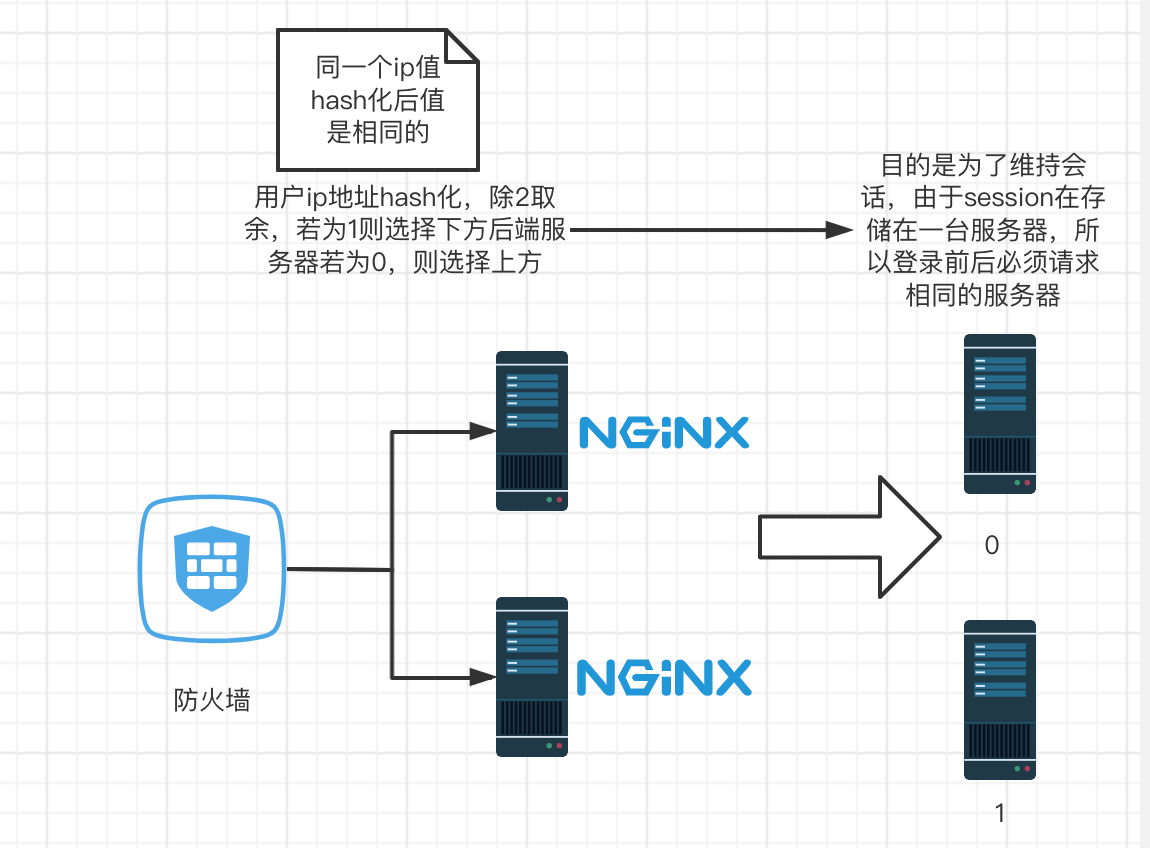 同一个ip值
hash化后值
是相同的
用户ip地址hash化，除2取
余，若为1则选择下方后端服
务器若为0，则选择上方
目的是为了维持会
话，由于session在存
储在一台服务器，所
以登录前后必须请求
相同的服务器
NGiNX
0
防火墙
NGiNX
1